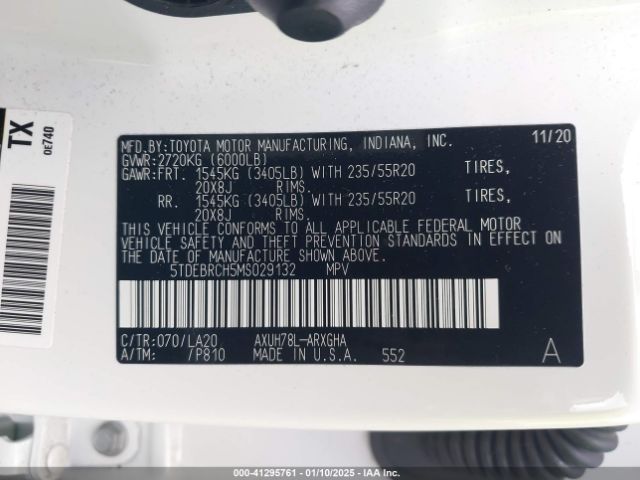 TX
0E740
MFD.BY:TOYOTA MOTOR MANUFACTURING, INDIANA, INC. 11/20
GVWR:2720KG (6000LB)
GAWR:FRT. 1545KG (3405LB) WITH 235/55R20 TIRES,
20X8J RIMS.
RR. 1545KG (3405LB) WITH 235/55R20 TIRES,
20X8J RIMS.
THIS VEHICLE CONFORMS TO ALL APPLICABLE FEDERAL MOTOR
VEHICLE SAFETY AND THEFT PREVENTION STANDARDS IN EFFECT ON
THE DATE OF MANUFACTURE SHOWN ABOVE.
5TDEBRCH5MS029132 MPV
C/TR:070/LA20 AXUH78L-ARXGHA
A/TM: /P810 MADE IN U.S.A. 552 A
000-41295761 - 01/10/2025 - IAA Inc.